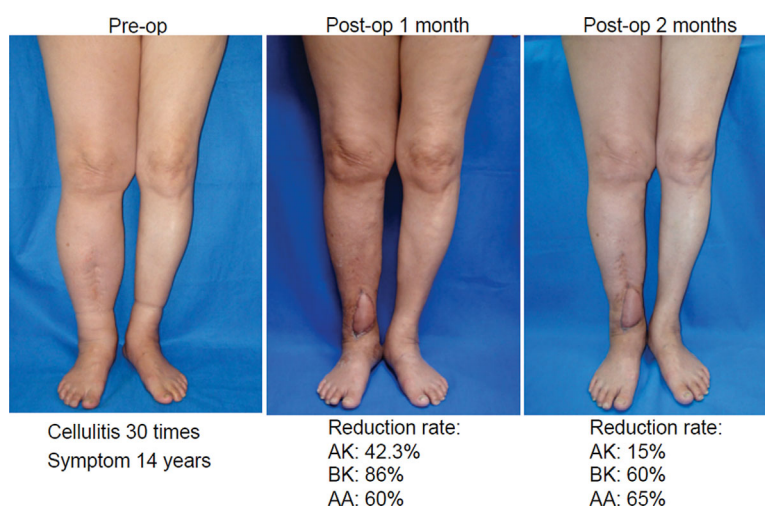 Pre-op
Post-op 1 month
Post-op 2 months
Cellulitis 30 times
Symptom 14 years
Reduction rate:
AK: 42.3%
BK: 86%
AA: 60%
Reduction rate:
AK: 15%
BK: 60%
AA: 65%